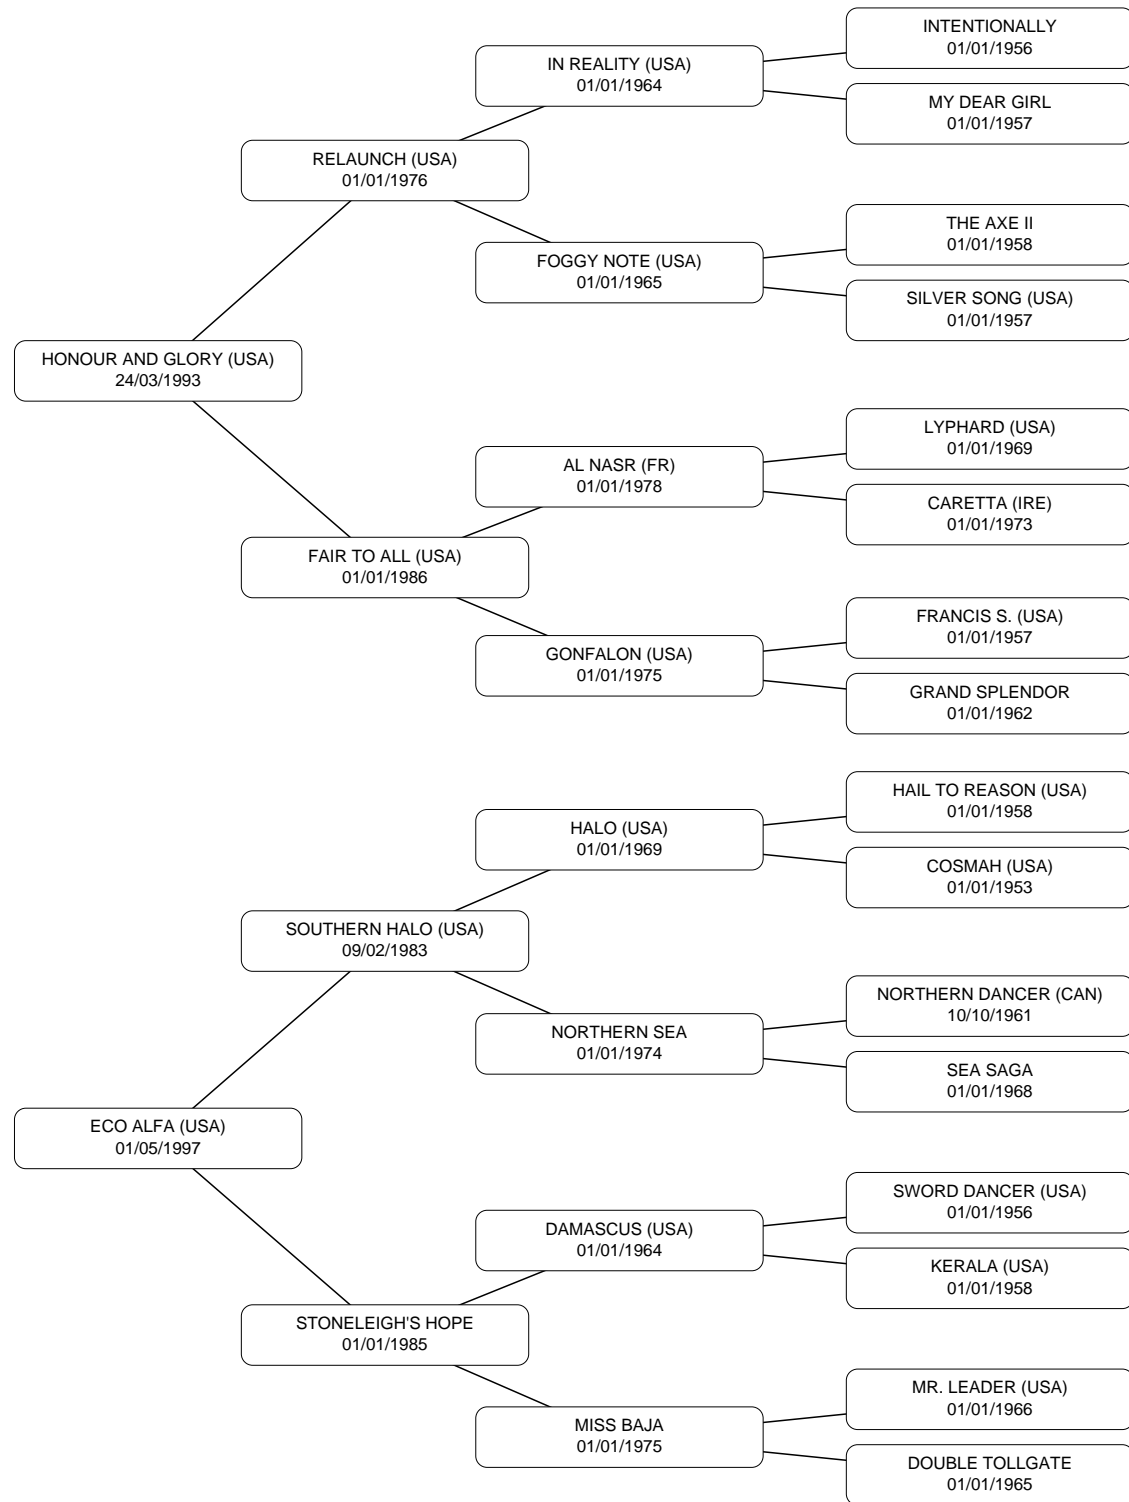 INTENTIONALLY
01/01/1956
IN REALITY (USA)
01/01/1964
MY DEAR GIRL
01/01/1957
RELAUNCH (USA)
01/01/1976
THE AXE II
01/01/1958
FOGGY NOTE (USA)
01/01/1965
SILVER SONG (USA)
01/01/1957
HONOUR AND GLORY (USA)
24/03/1993
LYPHARD (USA)
01/01/1969
AL NASR (FR)
01/01/1978
CARETTA (IRE)
01/01/1973
FAIR TO ALL (USA)
01/01/1986
FRANCIS S. (USA)
01/01/1957
GONFALON (USA)
01/01/1975
GRAND SPLENDOR
01/01/1962
HAIL TO REASON (USA)
01/01/1958
HALO (USA)
01/01/1969
COSMAH (USA)
01/01/1953
SOUTHERN HALO (USA)
09/02/1983
NORTHERN DANCER (CAN)
10/10/1961
NORTHERN SEA
01/01/1974
SEA SAGA
01/01/1968
ECO ALFA (USA)
01/05/1997
SWORD DANCER (USA)
01/01/1956
DAMASCUS (USA)
01/01/1964
KERALA (USA)
01/01/1958
STONELEIGH'S HOPE
01/01/1985
MR. LEADER (USA)
01/01/1966
MISS BAJA
01/01/1975
DOUBLE TOLLGATE
01/01/1965